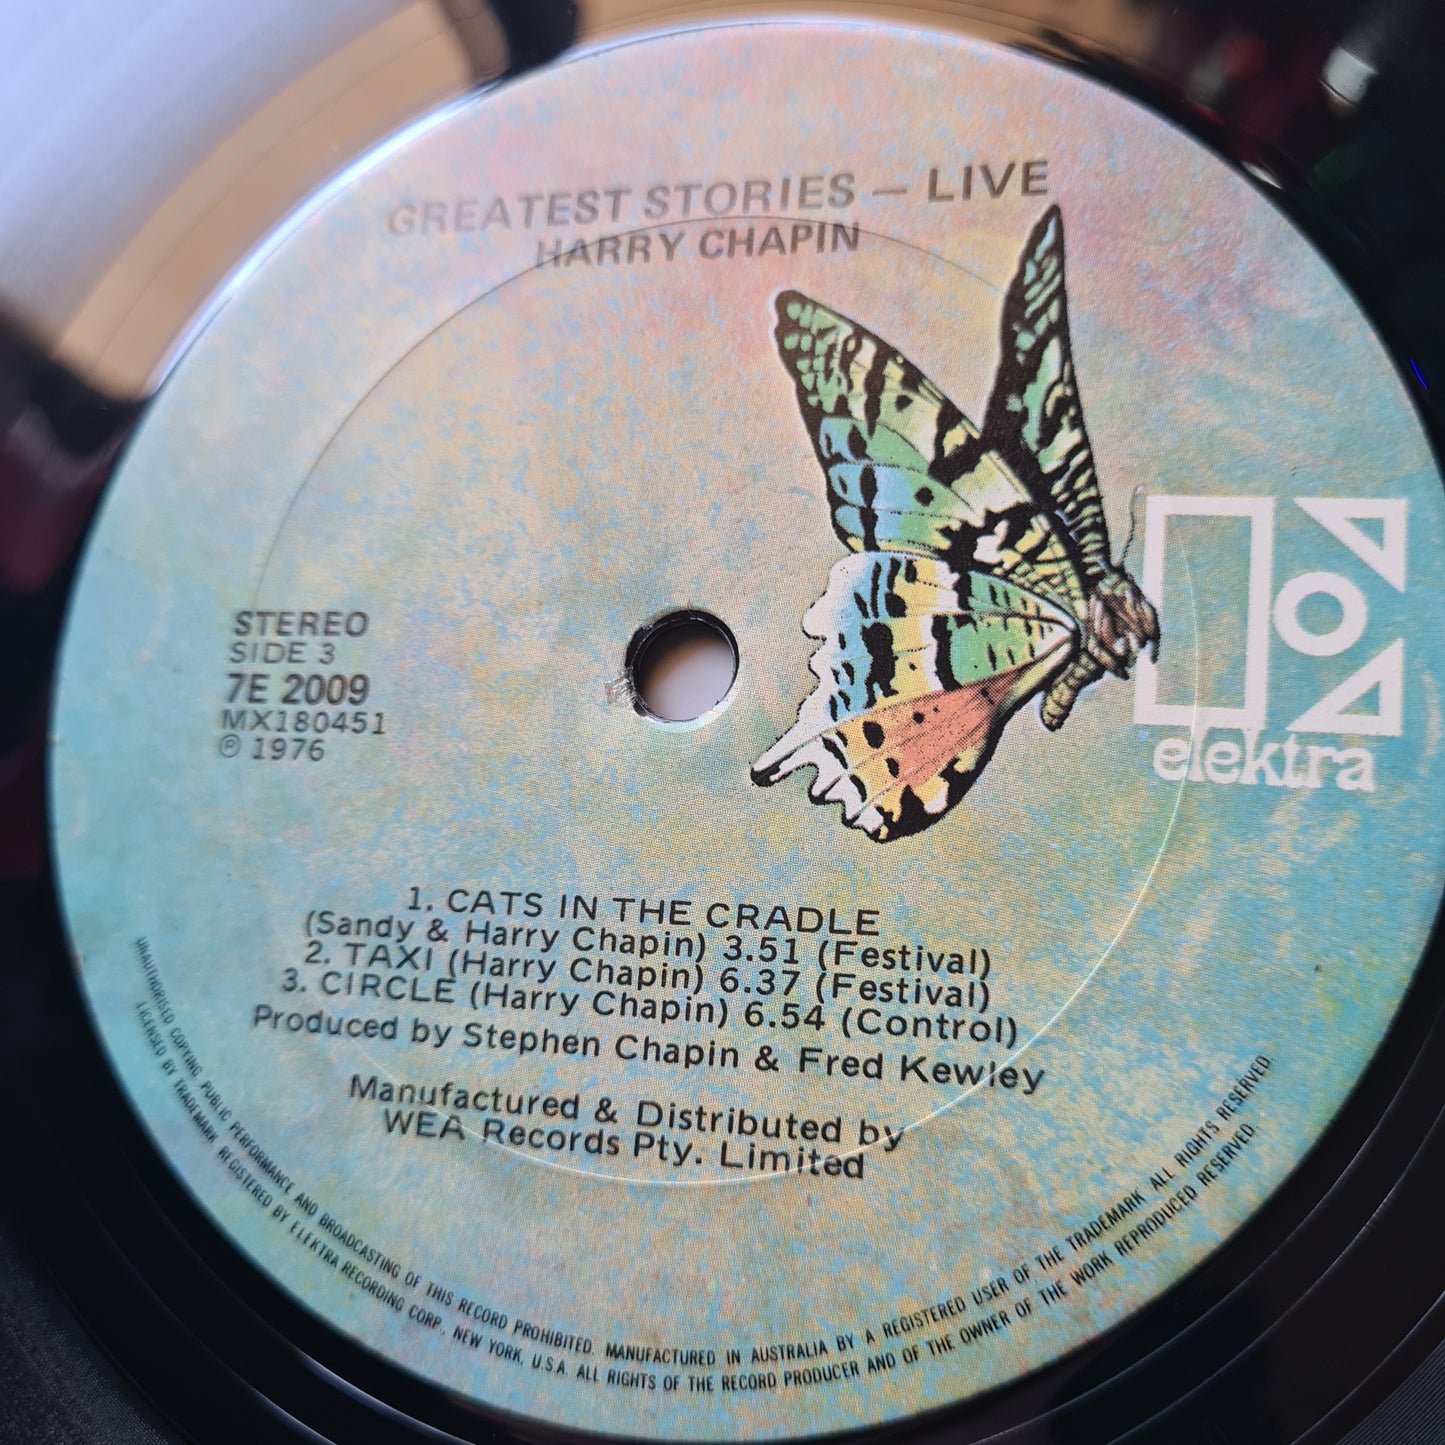 GREATEST STORIES — LIVE
HARRY CHAPIN
STEREO
SIDE 3
7E 2009
MX180451
℗ 1976
elektra
1. CATS IN THE CRADLE
(Sandy & Harry Chapin) 3.51 (Festival)
2. TAXI (Harry Chapin) 6.37 (Festival)
3. CIRCLE (Harry Chapin) 6.54 (Control)
Produced by Stephen Chapin & Fred Kewley
Manufactured & Distributed by
WEA Records Pty. Limited
UNAUTHORISED COPYING, PUBLIC PERFORMANCE AND BROADCASTING OF THIS RECORD PROHIBITED. MANUFACTURED IN AUSTRALIA BY A REGISTERED USER OF THE TRADEMARK ALL RIGHTS RESERVED.
LICENSED BY TRADEMARK REGISTERED BY ELEKTRA RECORDING CORP., NEW YORK, U.S.A. ALL RIGHTS OF THE RECORD PRODUCER AND OF THE OWNER OF THE WORK REPRODUCED RESERVED.